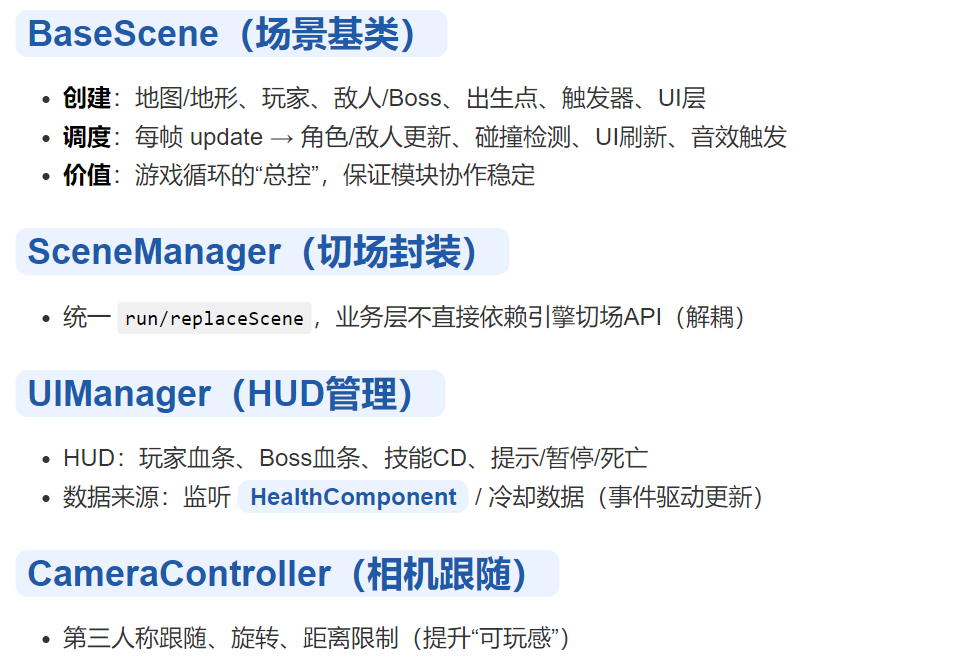 BaseScene（场景基类）
• 创建：地图/地形、玩家、敌人/Boss、出生点、触发器、UI层
• 调度：每帧 update → 角色/敌人更新、碰撞检测、UI刷新、音效触发
• 价值：游戏循环的“总控”，保证模块协作稳定
SceneManager（切场封装）
• 统一 run/replaceScene，业务层不直接依赖引擎切场API（解耦）
UIManager（HUD管理）
• HUD：玩家血条、Boss血条、技能CD、提示/暂停/死亡
• 数据来源：监听 HealthComponent / 冷却数据（事件驱动更新）
CameraController（相机跟随）
• 第三人称跟随、旋转、距离限制（提升“可玩感”）